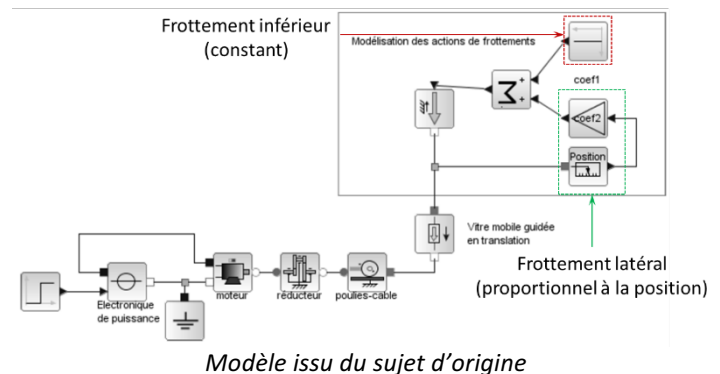 Frottement inférieur
(constant)
Modélisation des actions de frottements
coef1
Σ
+
+
coef2
Position
Vitre mobile guidée
en translation
Frottement latéral
(proportionnel à la position)
Electronique
de puissance
moteur
réducteur
poulies-cable
Modèle issu du sujet d'origine